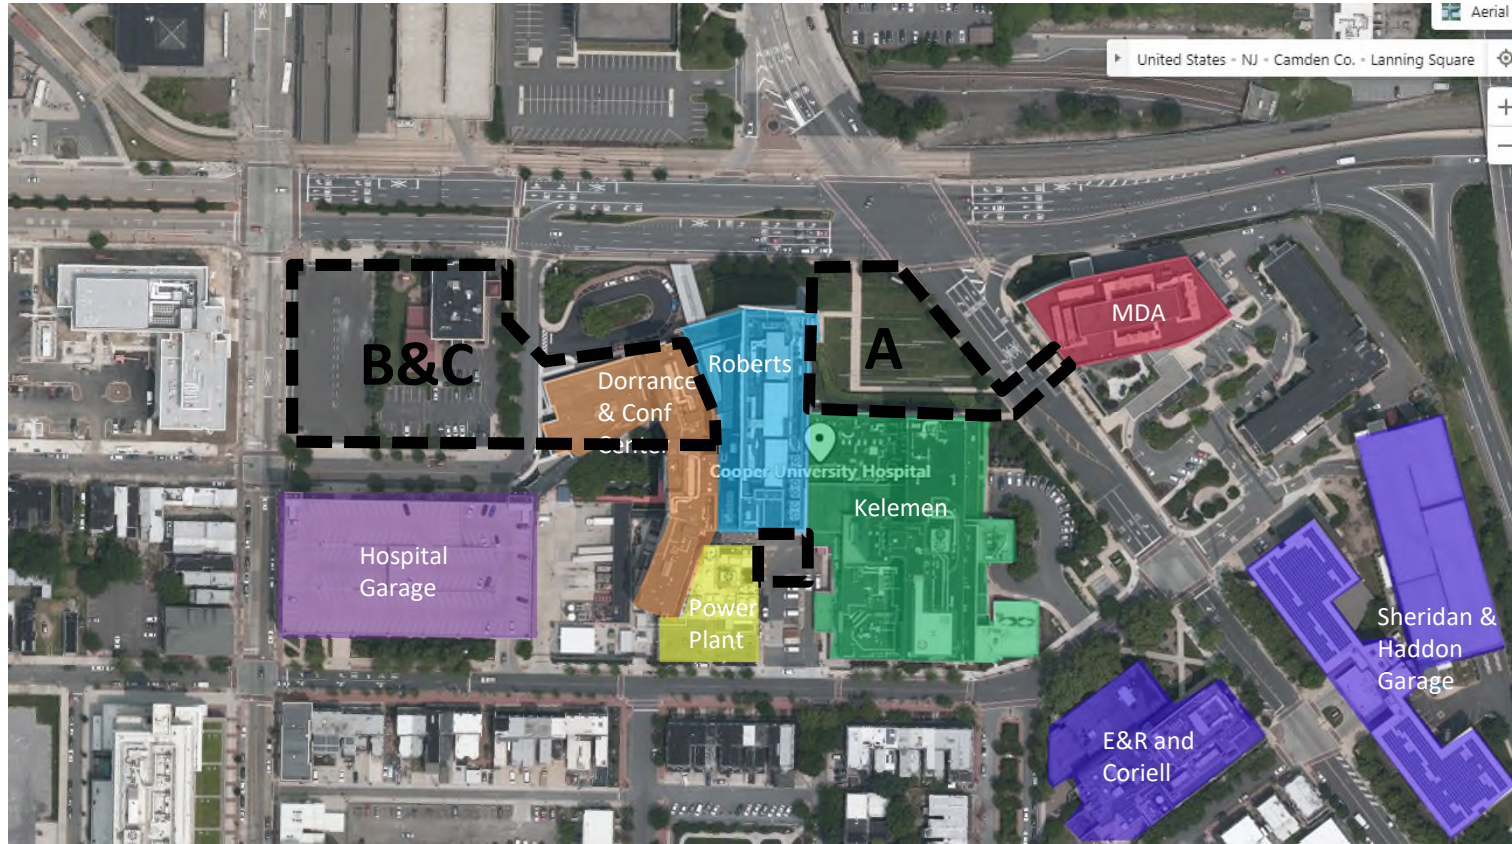 Aerial
United States • NJ • Camden Co. • Lanning Square
MDA
A
B&C
Roberts
Dorrance
& Conf
Center
Cooper University Hospital
Kelemen
Hospital
Garage
Power
Plant
Sheridan &
Haddon
Garage
E&R and
Coriell